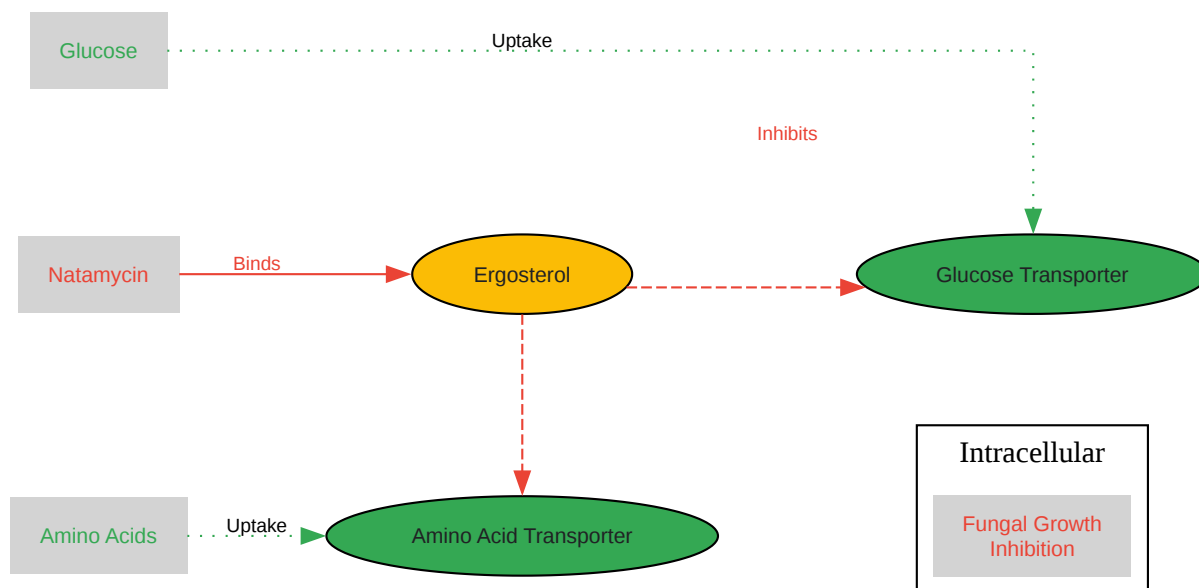 Glucose
Uptake
Inhibits
Natamycin
Binds
Ergosterol
Glucose Transporter
Intracellular
Fungal Growth
Inhibition
Amino Acids
Uptake
Amino Acid Transporter